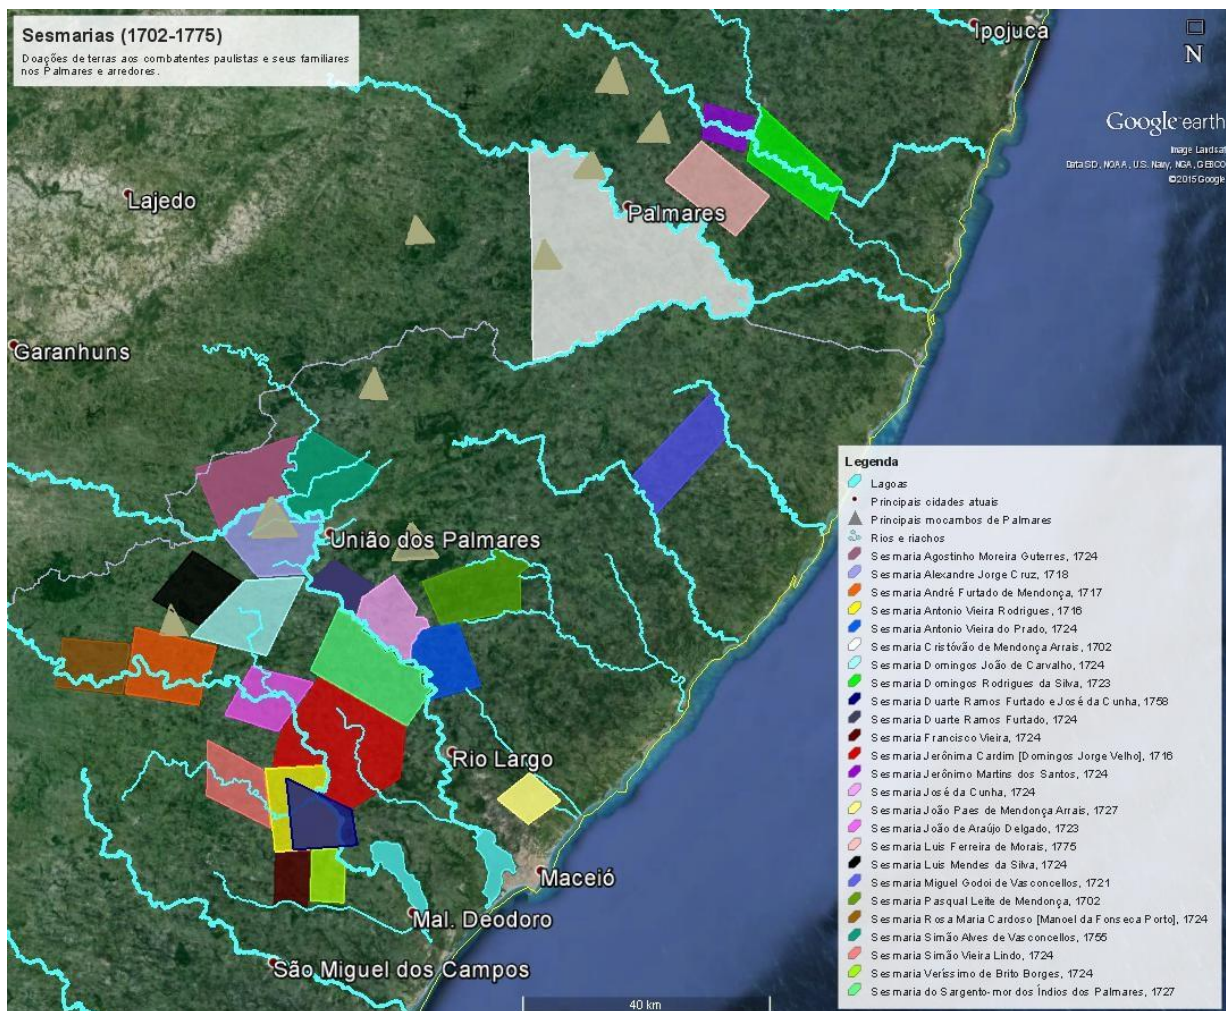 Sesmarias (1702-1775)
Doações de terras aos combatentes paulistas e seus familiares
nos Palmares e arredores.
Ipojuca
N
Google earth
Image Landsat
Data SIO, NOAA, U.S. Navy, NGA, GEBCO
©2015 Google
Lajedo
Palmares
Garanhuns
União dos Palmares
Rio Largo
Maceió
Mal. Deodoro
São Miguel dos Campos
40 km
Legenda
Lagoas
Principais cidades atuais
Principais mocambos de Palmares
Rios e riachos
Sesmaria Agostinho Moreira Guterres, 1724
Sesmaria Alexandre Jorge Cruz, 1718
Sesmaria André Furtado de Mendonça, 1717
Sesmaria Antonio Vieira Rodrigues, 1716
Sesmaria Antonio Vieira do Prado, 1724
Sesmaria Cristóvão de Mendonça Arrais, 1702
Sesmaria Domingos João de Carvalho, 1724
Sesmaria Domingos Rodrigues da Silva, 1723
Sesmaria Duarte Ramos Furtado e José da Cunha, 1758
Sesmaria Duarte Ramos Furtado, 1724
Sesmaria Francisco Vieira, 1724
Sesmaria Jerônima Cardim [Domingos Jorge Velho], 1716
Sesmaria Jerônimo Martins dos Santos, 1724
Sesmaria José da Cunha, 1724
Sesmaria João Paes de Mendonça Arrais, 1727
Sesmaria João de Araújo Delgado, 1723
Sesmaria Luis Ferreira de Morais, 1775
Sesmaria Luis Mendes da Silva, 1724
Sesmaria Miguel Godoi de Vasconcellos, 1721
Sesmaria Pasqual Leite de Mendonça, 1702
Sesmaria Rosa Maria Cardoso [Manoel da Fonseca Porto], 1724
Sesmaria Simão Alves de Vasconcellos, 1755
Sesmaria Simão Vieira Lindo, 1724
Sesmaria Veríssimo de Brito Borges, 1724
Sesmaria do Sargento-mor dos Índios dos Palmares, 1727